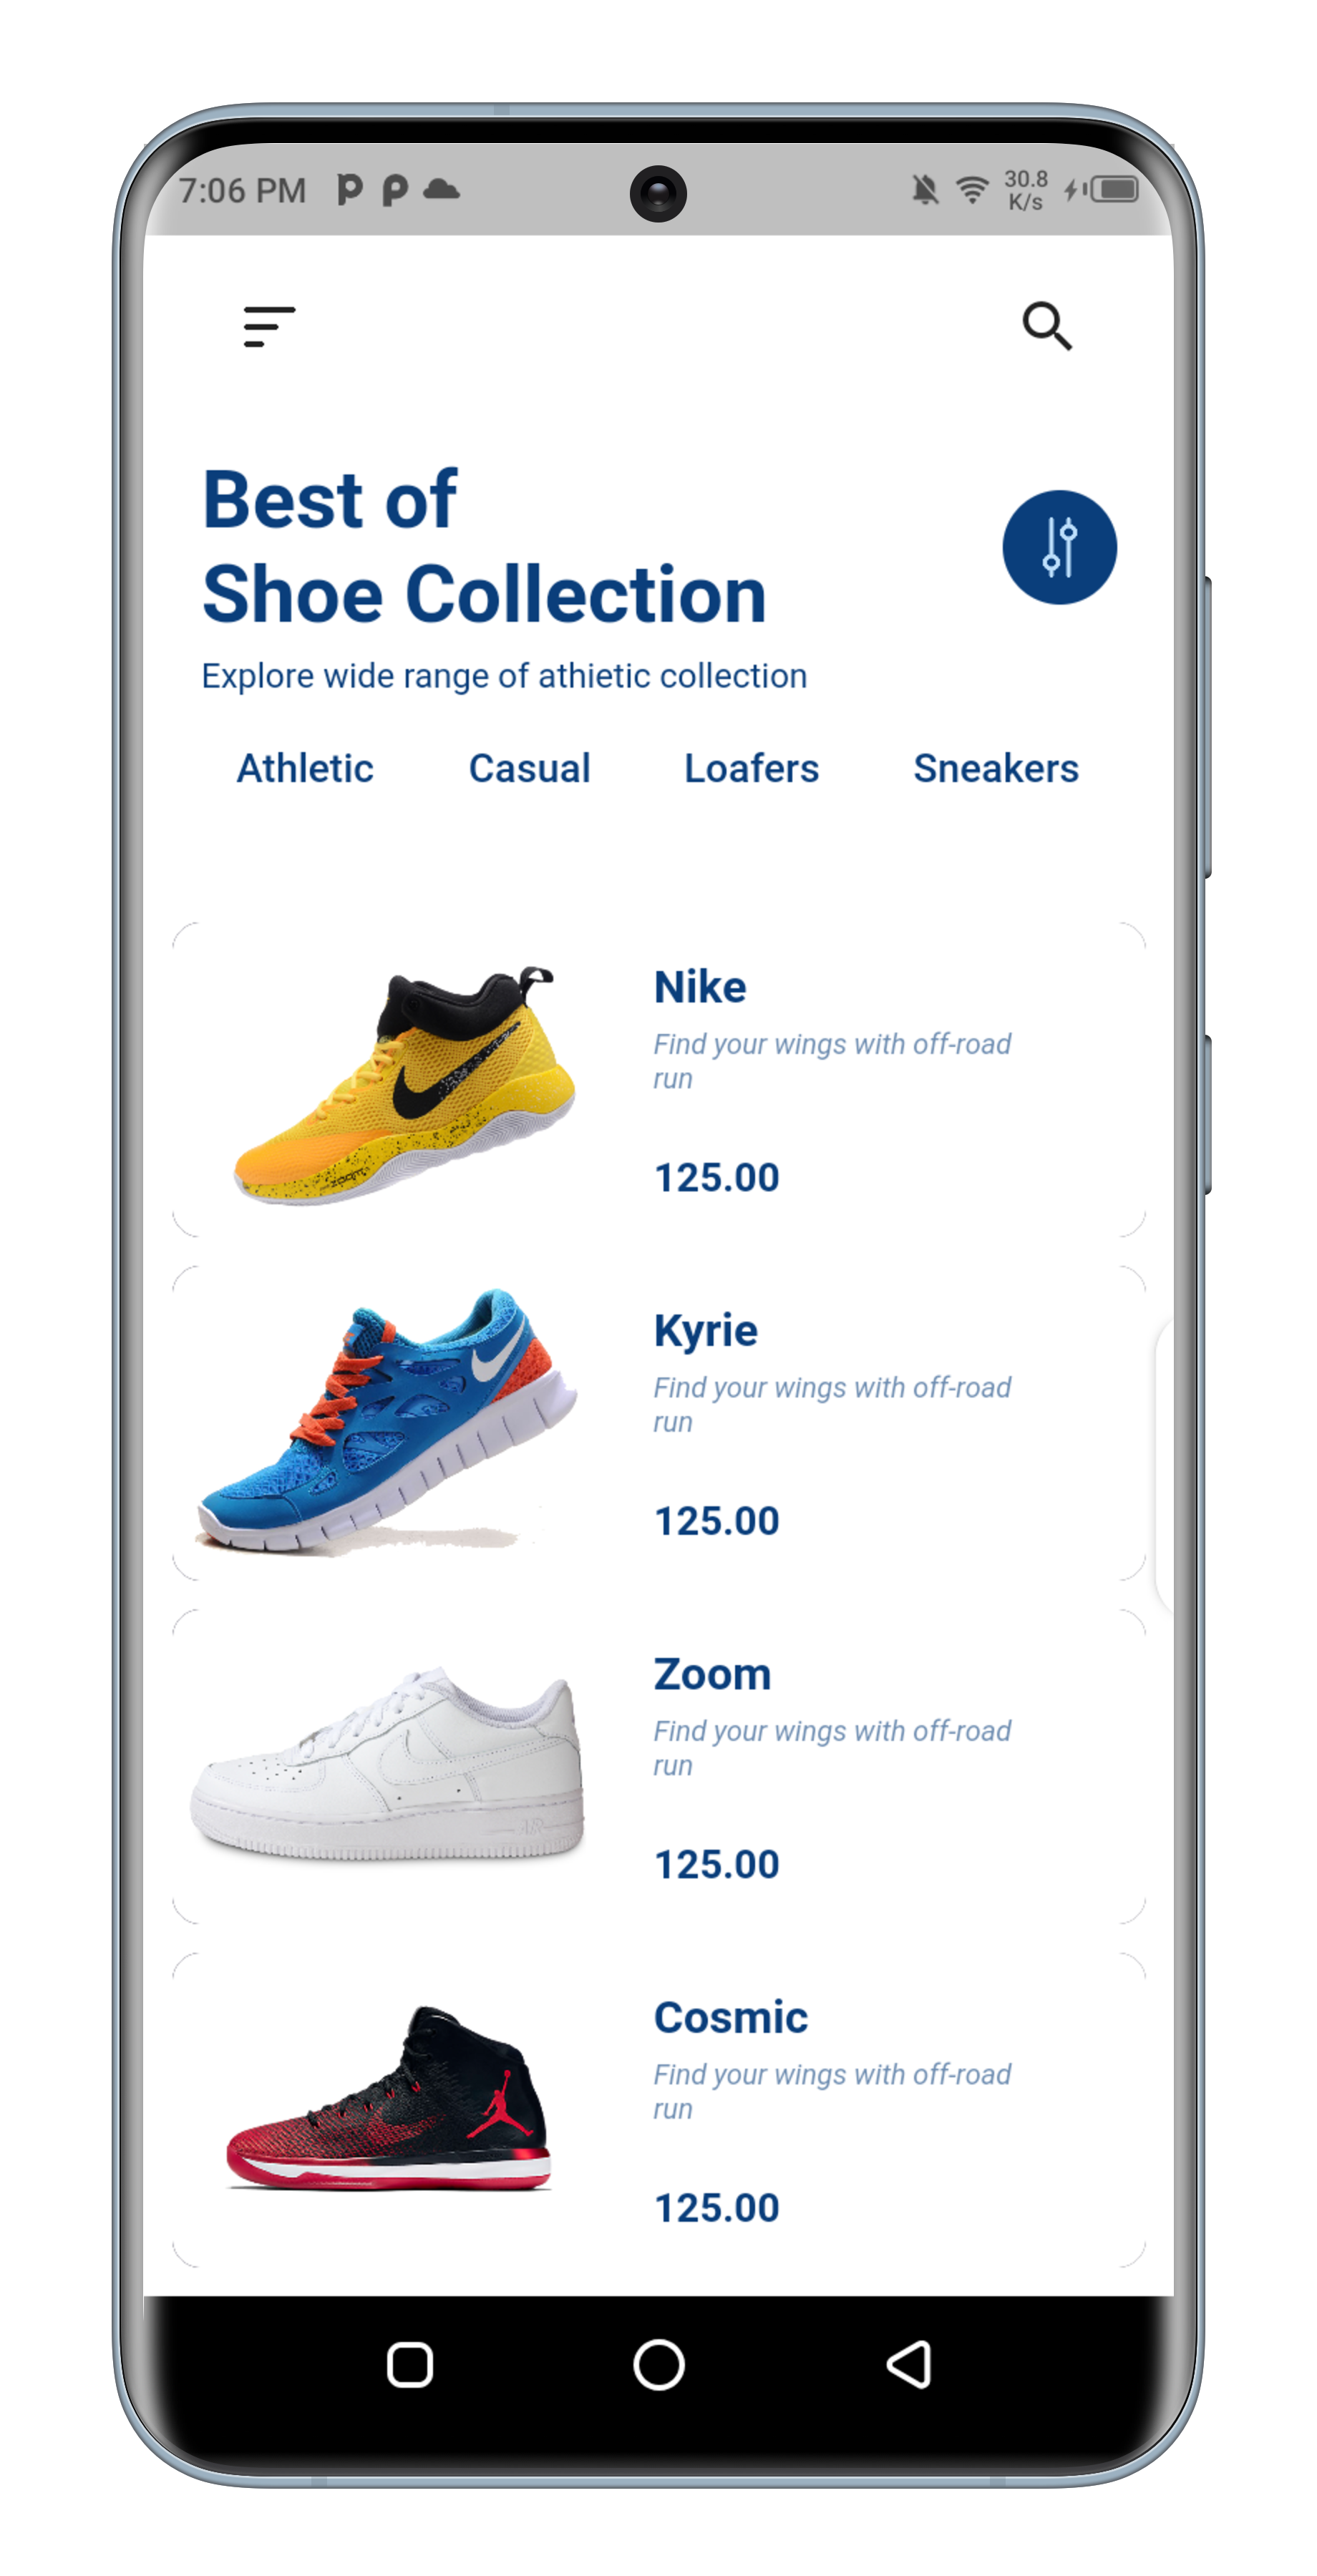 7:06 PM
30.8
K/s
Best of
Shoe Collection
Explore wide range of athietic collection
Athletic Casual Loafers Sneakers
Nike
Find your wings with off-road
run
125.00
Kyrie
Find your wings with off-road
run
125.00
Zoom
Find your wings with off-road
run
125.00
AIR
Cosmic
Find your wings with off-road
run
125.00